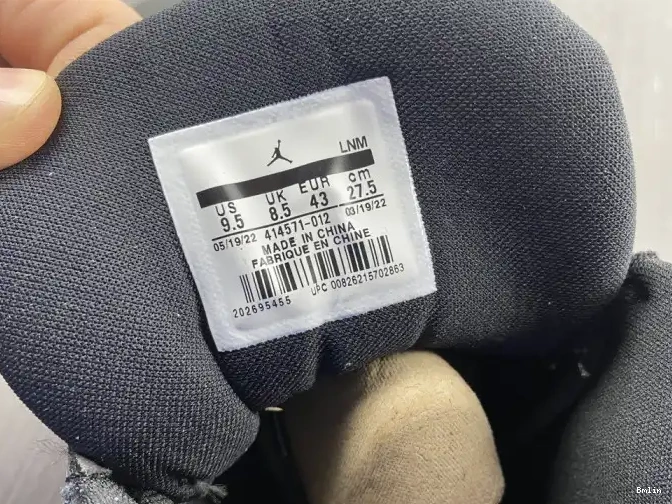 LNM
US UK EUR cm
9.5 8.5 43 27.5
05/19/22 414571-012 03/19/22
MADE IN CHINA
FABRIQUE EN CHINE
202695455 UPC 00826215702863
Bmlin